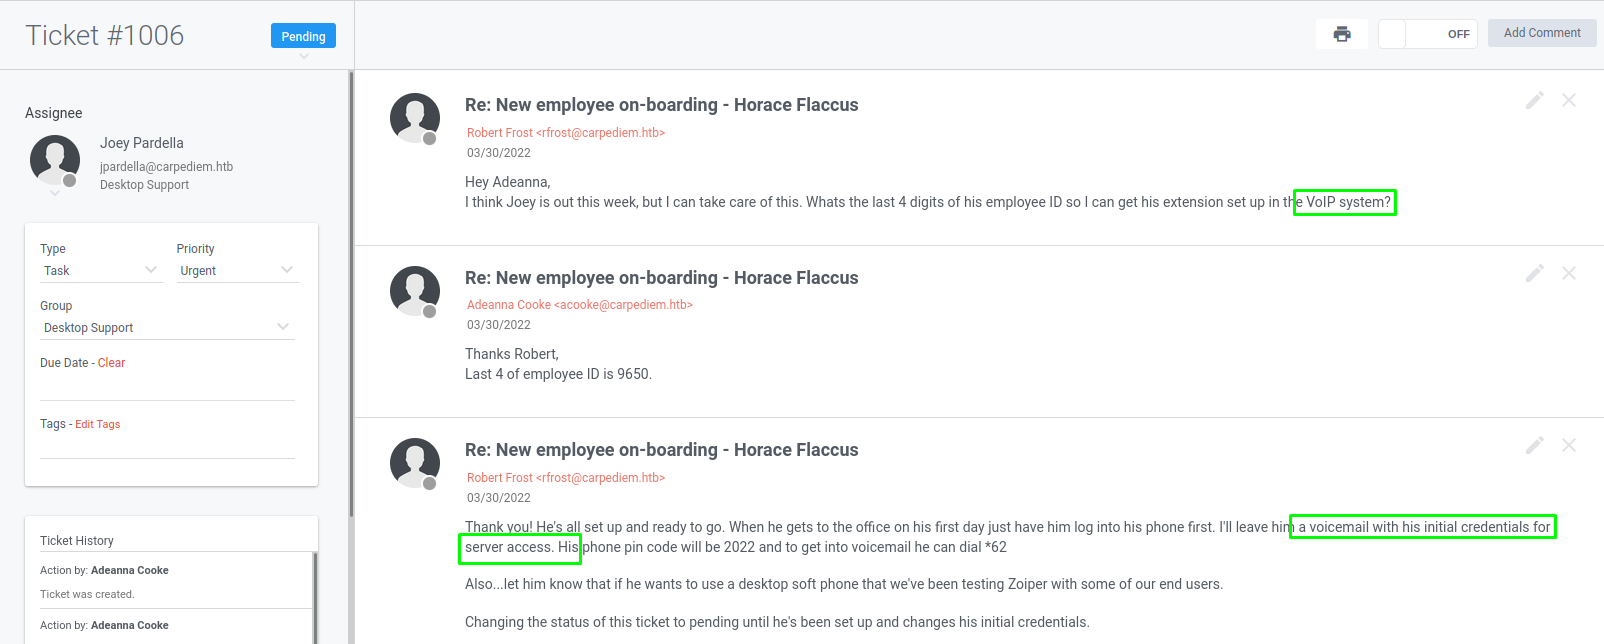 Ticket #1006
Pending
OFF
Add Comment
Assignee
Joey Pardella
jpardella@carpediem.htb
Desktop Support
Type
Priority
Task
Urgent
Group
Desktop Support
Due Date - Clear
Tags - Edit Tags
Ticket History
Action by: Adeanna Cooke
Ticket was created.
Action by: Adeanna Cooke
Re: New employee on-boarding - Horace Flaccus
Robert Frost <rfrost@carpediem.htb>
03/30/2022
Hey Adeanna,
I think Joey is out this week, but I can take care of this. Whats the last 4 digits of his employee ID so I can get his extension set up in the VoIP system?
Re: New employee on-boarding - Horace Flaccus
Adeanna Cooke <acooke@carpediem.htb>
03/30/2022
Thanks Robert,
Last 4 of employee ID is 9650.
Re: New employee on-boarding - Horace Flaccus
Robert Frost <rfrost@carpediem.htb>
03/30/2022
Thank you! He's all set up and ready to go. When he gets to the office on his first day just have him log into his phone first. I'll leave him a voicemail with his initial credentials for
server access. His phone pin code will be 2022 and to get into voicemail he can dial *62
Also...let him know that if he wants to use a desktop soft phone that we've been testing Zoiper with some of our end users.
Changing the status of this ticket to pending until he's been set up and changes his initial credentials.